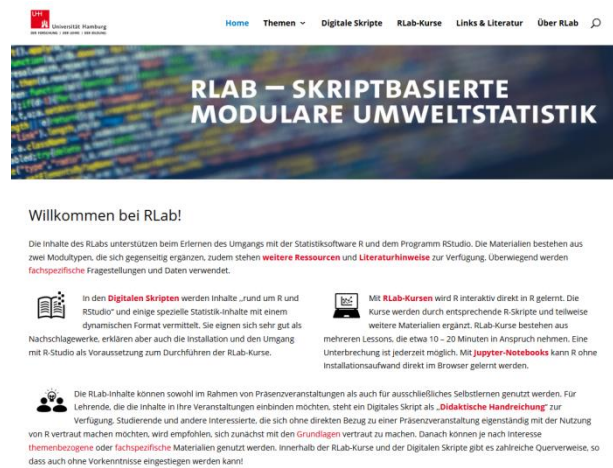 UH
Universität Hamburg
DER FORSCHUNG | DER LEHRE | DER BILDUNG
Home Themen Digitale Skripte RLab-Kurse Links & Literatur Über RLab
RLAB – SKRIPTBASIERTE
MODULARE UMWELTSTATISTIK
Willkommen bei RLab!
Die Inhalte des RLabs unterstützen beim Erlernen des Umgangs mit der Statistiksoftware R und dem Programm RStudio. Die Materialien bestehen aus
zwei Modultypen, die sich gegenseitig ergänzen, zudem stehen weitere Ressourcen und Literaturhinweise zur Verfügung. Überwiegend werden
fachspezifische Fragestellungen und Daten verwendet.
In den Digitalen Skripten werden Inhalte „rund um R und
RStudio“ und einige spezielle Statistik-Inhalte mit einem
dynamischen Format vermittelt. Sie eignen sich sehr gut als
Nachschlagewerke, erklären aber auch die Installation und den Umgang
mit R-Studio als Voraussetzung zum Durchführen der RLab-Kurse.
Mit RLab-Kursen wird R interaktiv direkt in R gelernt. Die
Kurse werden durch entsprechende R-Skripte und teilweise
weitere Materialien ergänzt. RLab-Kurse bestehen aus
mehreren Lessons, die etwa 10 – 20 Minuten in Anspruch nehmen. Eine
Unterbrechung ist jederzeit möglich. Mit Jupyter-Notebooks kann R ohne
Installationsaufwand direkt im Browser gelernt werden.
Die RLab-Inhalte können sowohl im Rahmen von Präsenzveranstaltungen als auch für ausschließliches Selbstlernen genutzt werden. Für
Lehrende, die die Inhalte in Ihre Veranstaltungen einbinden möchten, steht ein Digitales Skript als „Didaktische Handreichung“ zur
Verfügung. Studierende und andere Interessierte, die sich ohne direkten Bezug zu einer Präsenzveranstaltung eigenständig mit der Nutzung
von R vertraut machen möchten, wird empfohlen, sich zunächst mit den Grundlagen vertraut zu machen. Danach können je nach Interesse
themenbezogene oder fachspezifische Materialien genutzt werden. Innerhalb der RLab-Kurse und der Digitalen Skripte gibt es zahlreiche Querverweise, so
dass auch ohne Vorkenntnisse eingestiegen werden kann!